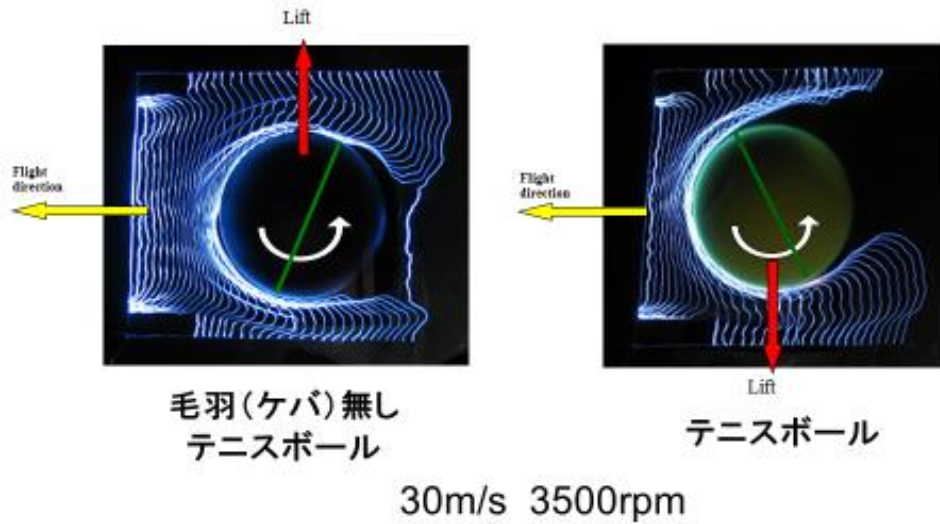 Lift
Flight
direction
Flight
direction
Lift
毛羽(ケバ)無し
テニスボール
テニスボール
30m/s 3500rpm